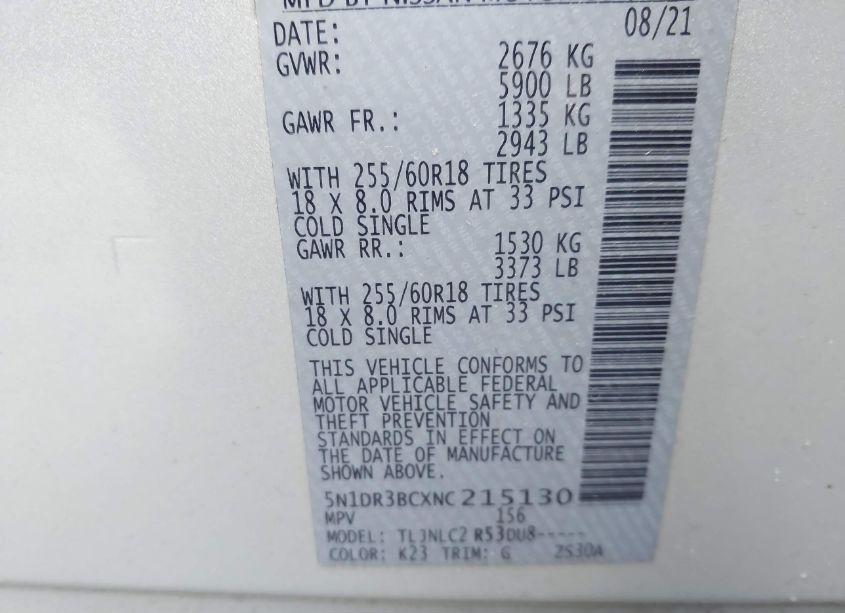 MFD BY NISSAN
DATE: 08/21
GVWR: 2676 KG
5900 LB
GAWR FR.: 1335 KG
2943 LB
WITH 255/60R18 TIRES
18 X 8.0 RIMS AT 33 PSI
COLD SINGLE
GAWR RR.: 1530 KG
3373 LB
WITH 255/60R18 TIRES
18 X 8.0 RIMS AT 33 PSI
COLD SINGLE
THIS VEHICLE CONFORMS TO
ALL APPLICABLE FEDERAL
MOTOR VEHICLE SAFETY AND
THEFT PREVENTION
STANDARDS IN EFFECT ON
THE DATE OF MANUFACTURE
SHOWN ABOVE.
5N1DR3BCXNC215130
MPV 156
MODEL: TLJNLC2 R53DU8-----
COLOR: K23 TRIM: G ZS30A